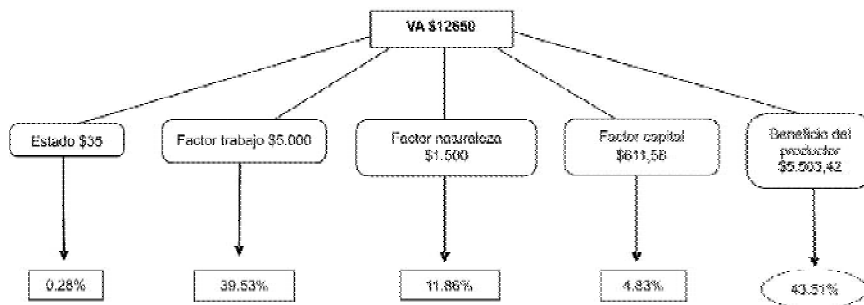 VA $12650
Estado $35
Factor trabajo $5.000
Factor naturaleza
$1.500
Factor capital
$611,58
Beneficio del
productor
$5.503,42
0.28%
39.53%
11.86%
4.83%
43.51%